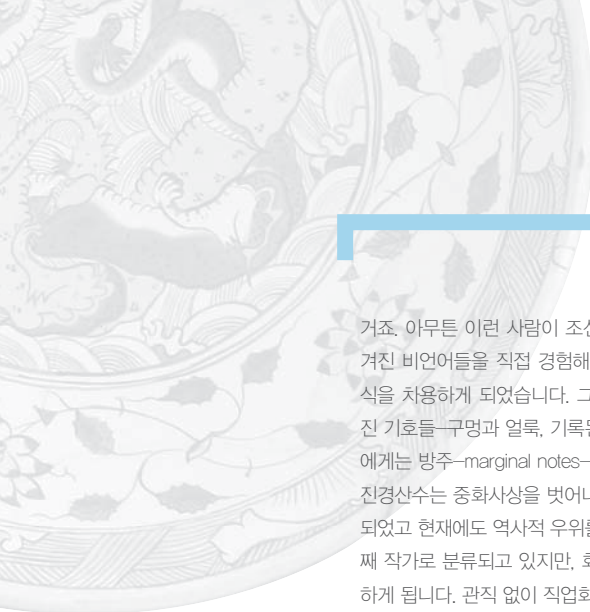 거죠. 아무튼 이런 사람이 조선
겨진 비언어들을 직접 경험해
식을 차용하게 되었습니다. 그
진 기호들—구멍과 얼룩, 기록된
에게는 방주—marginal notes—
진경산수는 중화사상을 벗어나
되었고 현재에도 역사적 우위를
째 작가로 분류되고 있지만, 화
하게 됩니다. 관직 없이 직업화